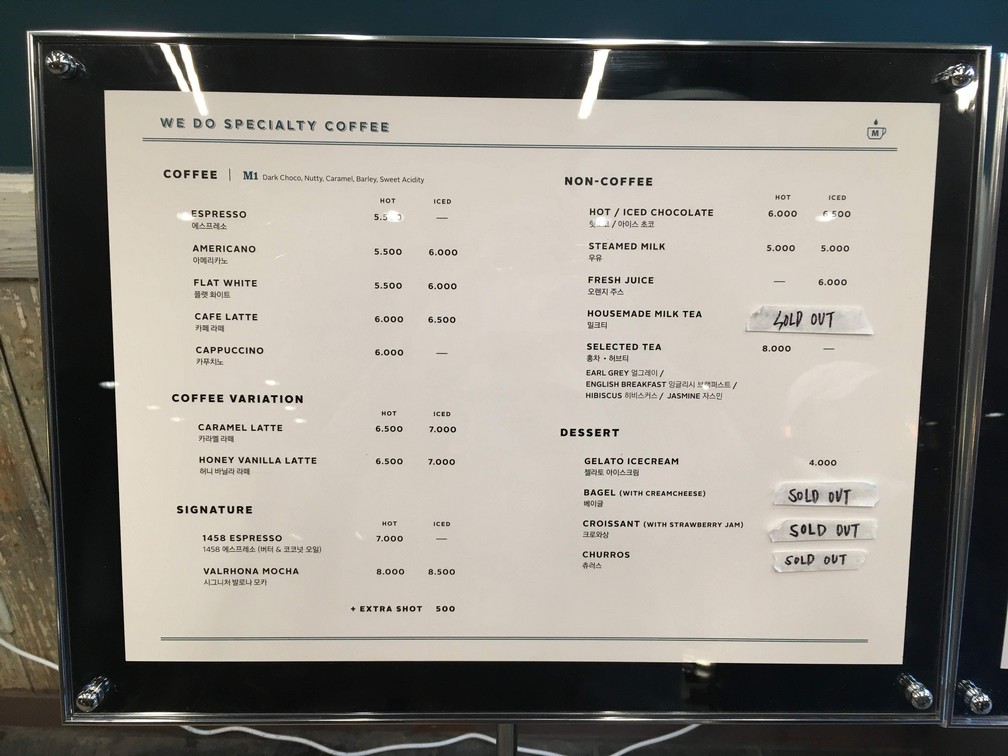 WE DO SPECIALTY COFFEE
M
COFFEE | M1 Dark Choco, Nutty, Caramel, Barley, Sweet Acidity
HOT ICED
ESPRESSO —
에스프레소
AMERICANO 5.500 6.000
아메리카노
FLAT WHITE 5.500 6.000
플랫 화이트
CAFE LATTE 6.000 6.500
카페 라떼
CAPPUCCINO 6.000 —
카푸치노
COFFEE VARIATION
HOT ICED
CARAMEL LATTE 6.500 7.000
카라멜 라떼
HONEY VANILLA LATTE 6.500 7.000
허니 바닐라 라떼
SIGNATURE
HOT ICED
1458 ESPRESSO 7.000 —
1458 에스프레소 (버터 & 코코넛 오일)
VALRHONA MOCHA 8.000 8.500
시그니처 발로나 모카
+ EXTRA SHOT 500
NON-COFFEE
HOT ICED
HOT / ICED CHOCOLATE 6.000 6.500
/ 아이스 초코
STEAMED MILK 5.000 5.000
우유
FRESH JUICE — 6.000
오렌지 주스
HOUSEMADE MILK TEA SOLD OUT
밀크티
SELECTED TEA 8.000 —
홍차 • 허브티
EARL GREY 얼그레이 /
ENGLISH BREAKFAST 잉글리시 /
HIBISCUS 히비스커스 / JASMINE 자스민
DESSERT
GELATO ICECREAM 4.000
젤라토 아이스크림
BAGEL (WITH CREAMCHEESE) SOLD OUT
베이글
CROISSANT (WITH STRAWBERRY JAM) SOLD OUT
크로와상
CHURROS SOLD OUT
츄러스